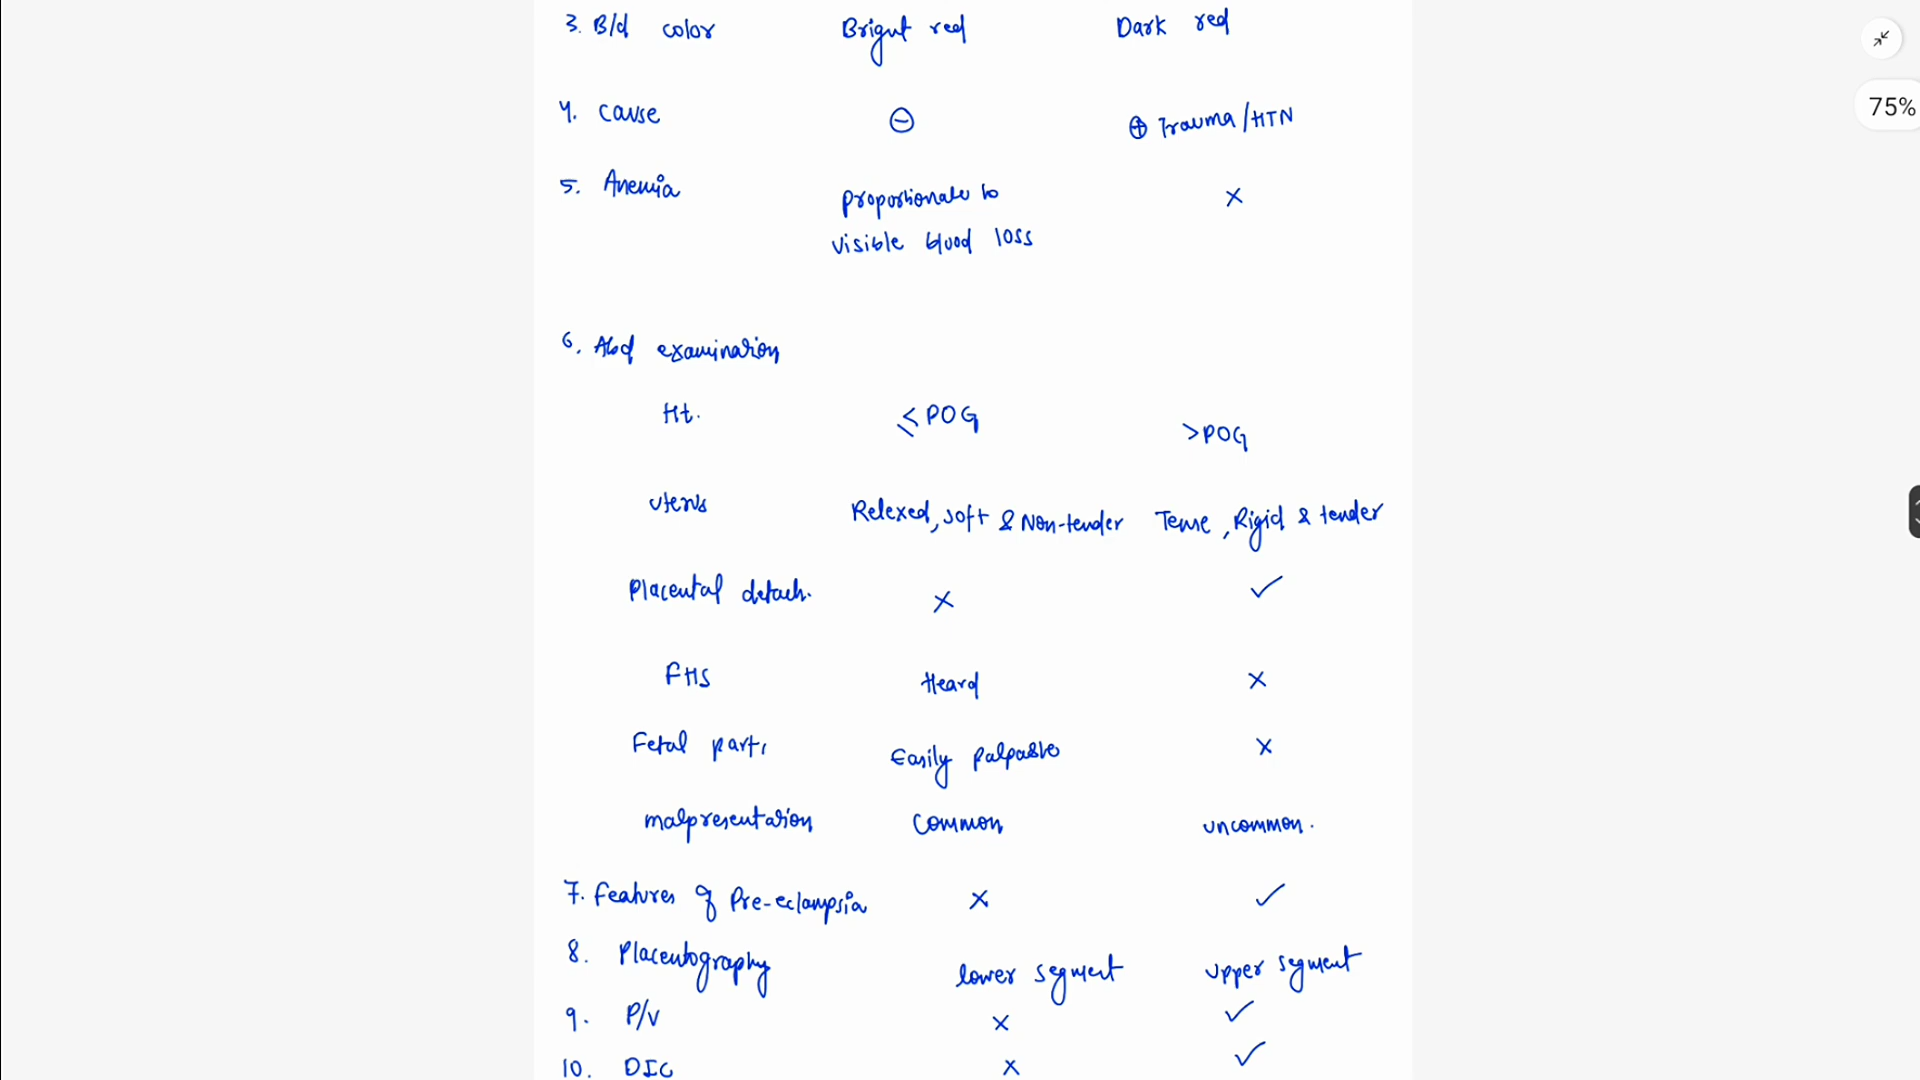 3. B/d color Bright red Dark red
4. Cause ⊖ ⊕ Trauma/HTN
5. Anemia Proportionate to X
visible blood loss
6. Abd examination
Ht. ≤POG >POG
Uterus Relexed, soft & Non-tender Tense, Rigid & tender
Placental detach. X ✓
FHS Heard X
Fetal parts Easily palpable X
malpresentation Common uncommon.
7. Features of Pre-eclampsia X ✓
8. Placentography lower segment upper segment
9. P/V X ✓
10. DIC X ✓
75%